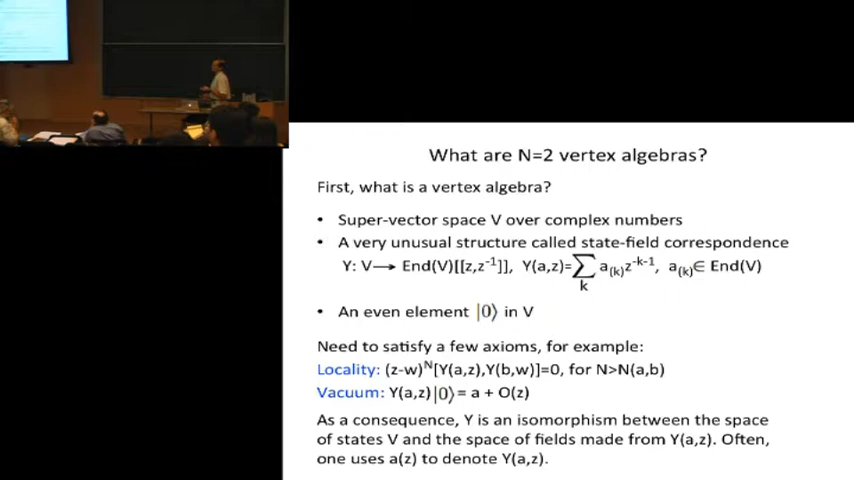 What are N=2 vertex algebras?
First, what is a vertex algebra?
• Super-vector space V over complex numbers
• A very unusual structure called state-field correspondence
Y: V⟶ End(V)[[z,z⁻¹]], Y(a,z)=∑ₖ a₍ₖ₎z⁻ᵏ⁻¹, a₍ₖ₎∈ End(V)
• An even element |0⟩ in V
Need to satisfy a few axioms, for example:
Locality: (z-w)ᴺ[Y(a,z),Y(b,w)]=0, for N>N(a,b)
Vacuum: Y(a,z)|0⟩ = a + O(z)
As a consequence, Y is an isomorphism between the space
of states V and the space of fields made from Y(a,z). Often,
one uses a(z) to denote Y(a,z).